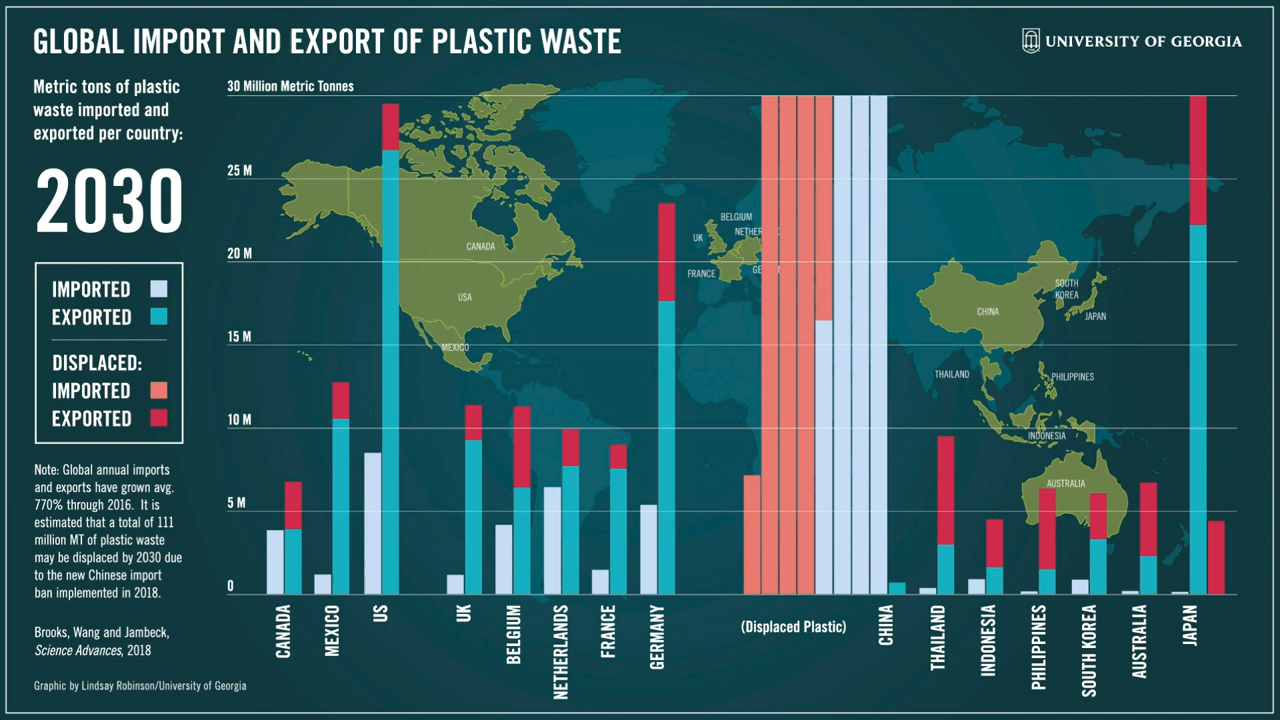 GLOBAL IMPORT AND EXPORT OF PLASTIC WASTE
UNIVERSITY OF GEORGIA
Metric tons of plastic
waste imported and
exported per country:
2030
IMPORTED
EXPORTED
DISPLACED:
IMPORTED
EXPORTED
Note: Global annual imports
and exports have grown avg.
770% through 2016. It is
estimated that a total of 111
million MT of plastic waste
may be displaced by 2030 due
to the new Chinese import
ban implemented in 2018.
Brooks, Wang and Jambeck,
Science Advances, 2018
Graphic by Lindsay Robinson/University of Georgia
30 Million Metric Tonnes
25 M
20 M
15 M
10 M
5 M
0
CANADA
USA
MEXICO
BELGIUM
UK
NETHER
FRANCE
GE
CHINA
SOUTH
KOREA
JAPAN
THAILAND
PHILIPPINES
INDONESIA
AUSTRALIA
CANADA
MEXICO
US
UK
BELGIUM
NETHERLANDS
FRANCE
GERMANY
(Displaced Plastic)
CHINA
THAILAND
INDONESIA
PHILIPPINES
SOUTH KOREA
AUSTRALIA
JAPAN